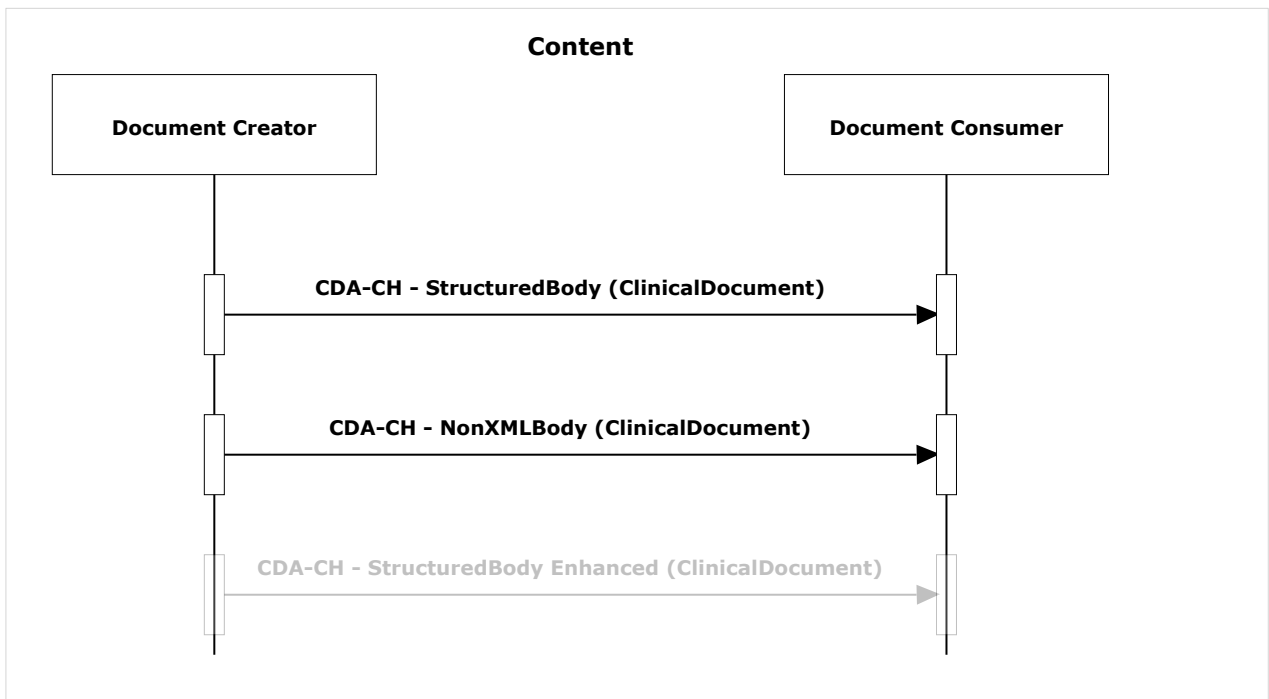 Content
Document Creator
Document Consumer
CDA-CH - StructuredBody (ClinicalDocument)
CDA-CH - NonXMLBody (ClinicalDocument)
CDA-CH - StructuredBody Enhanced (ClinicalDocument)